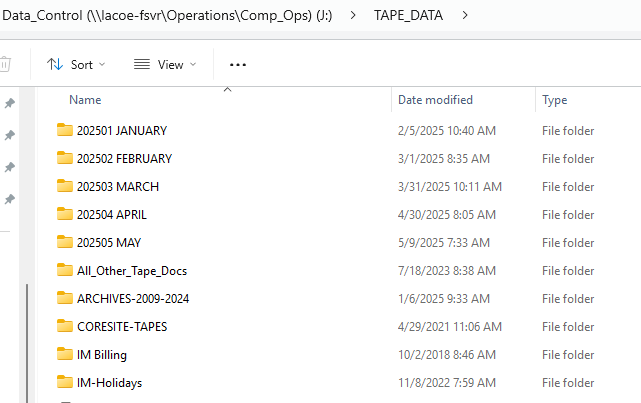 Data_Control (\\lacoe-fsvr\Operations\Comp_Ops) (J:) > TAPE_DATA >
Sort View ...
Name Date modified Type
202501 JANUARY 2/5/2025 10:40 AM File folder
202502 FEBRUARY 3/1/2025 8:35 AM File folder
202503 MARCH 3/31/2025 10:11 AM File folder
202504 APRIL 4/30/2025 8:05 AM File folder
202505 MAY 5/9/2025 7:33 AM File folder
All_Other_Tape_Docs 7/18/2023 8:38 AM File folder
ARCHIVES-2009-2024 1/6/2025 9:33 AM File folder
CORESITE-TAPES 4/29/2021 11:06 AM File folder
IM Billing 10/2/2018 8:46 AM File folder
IM-Holidays 11/8/2022 7:59 AM File folder